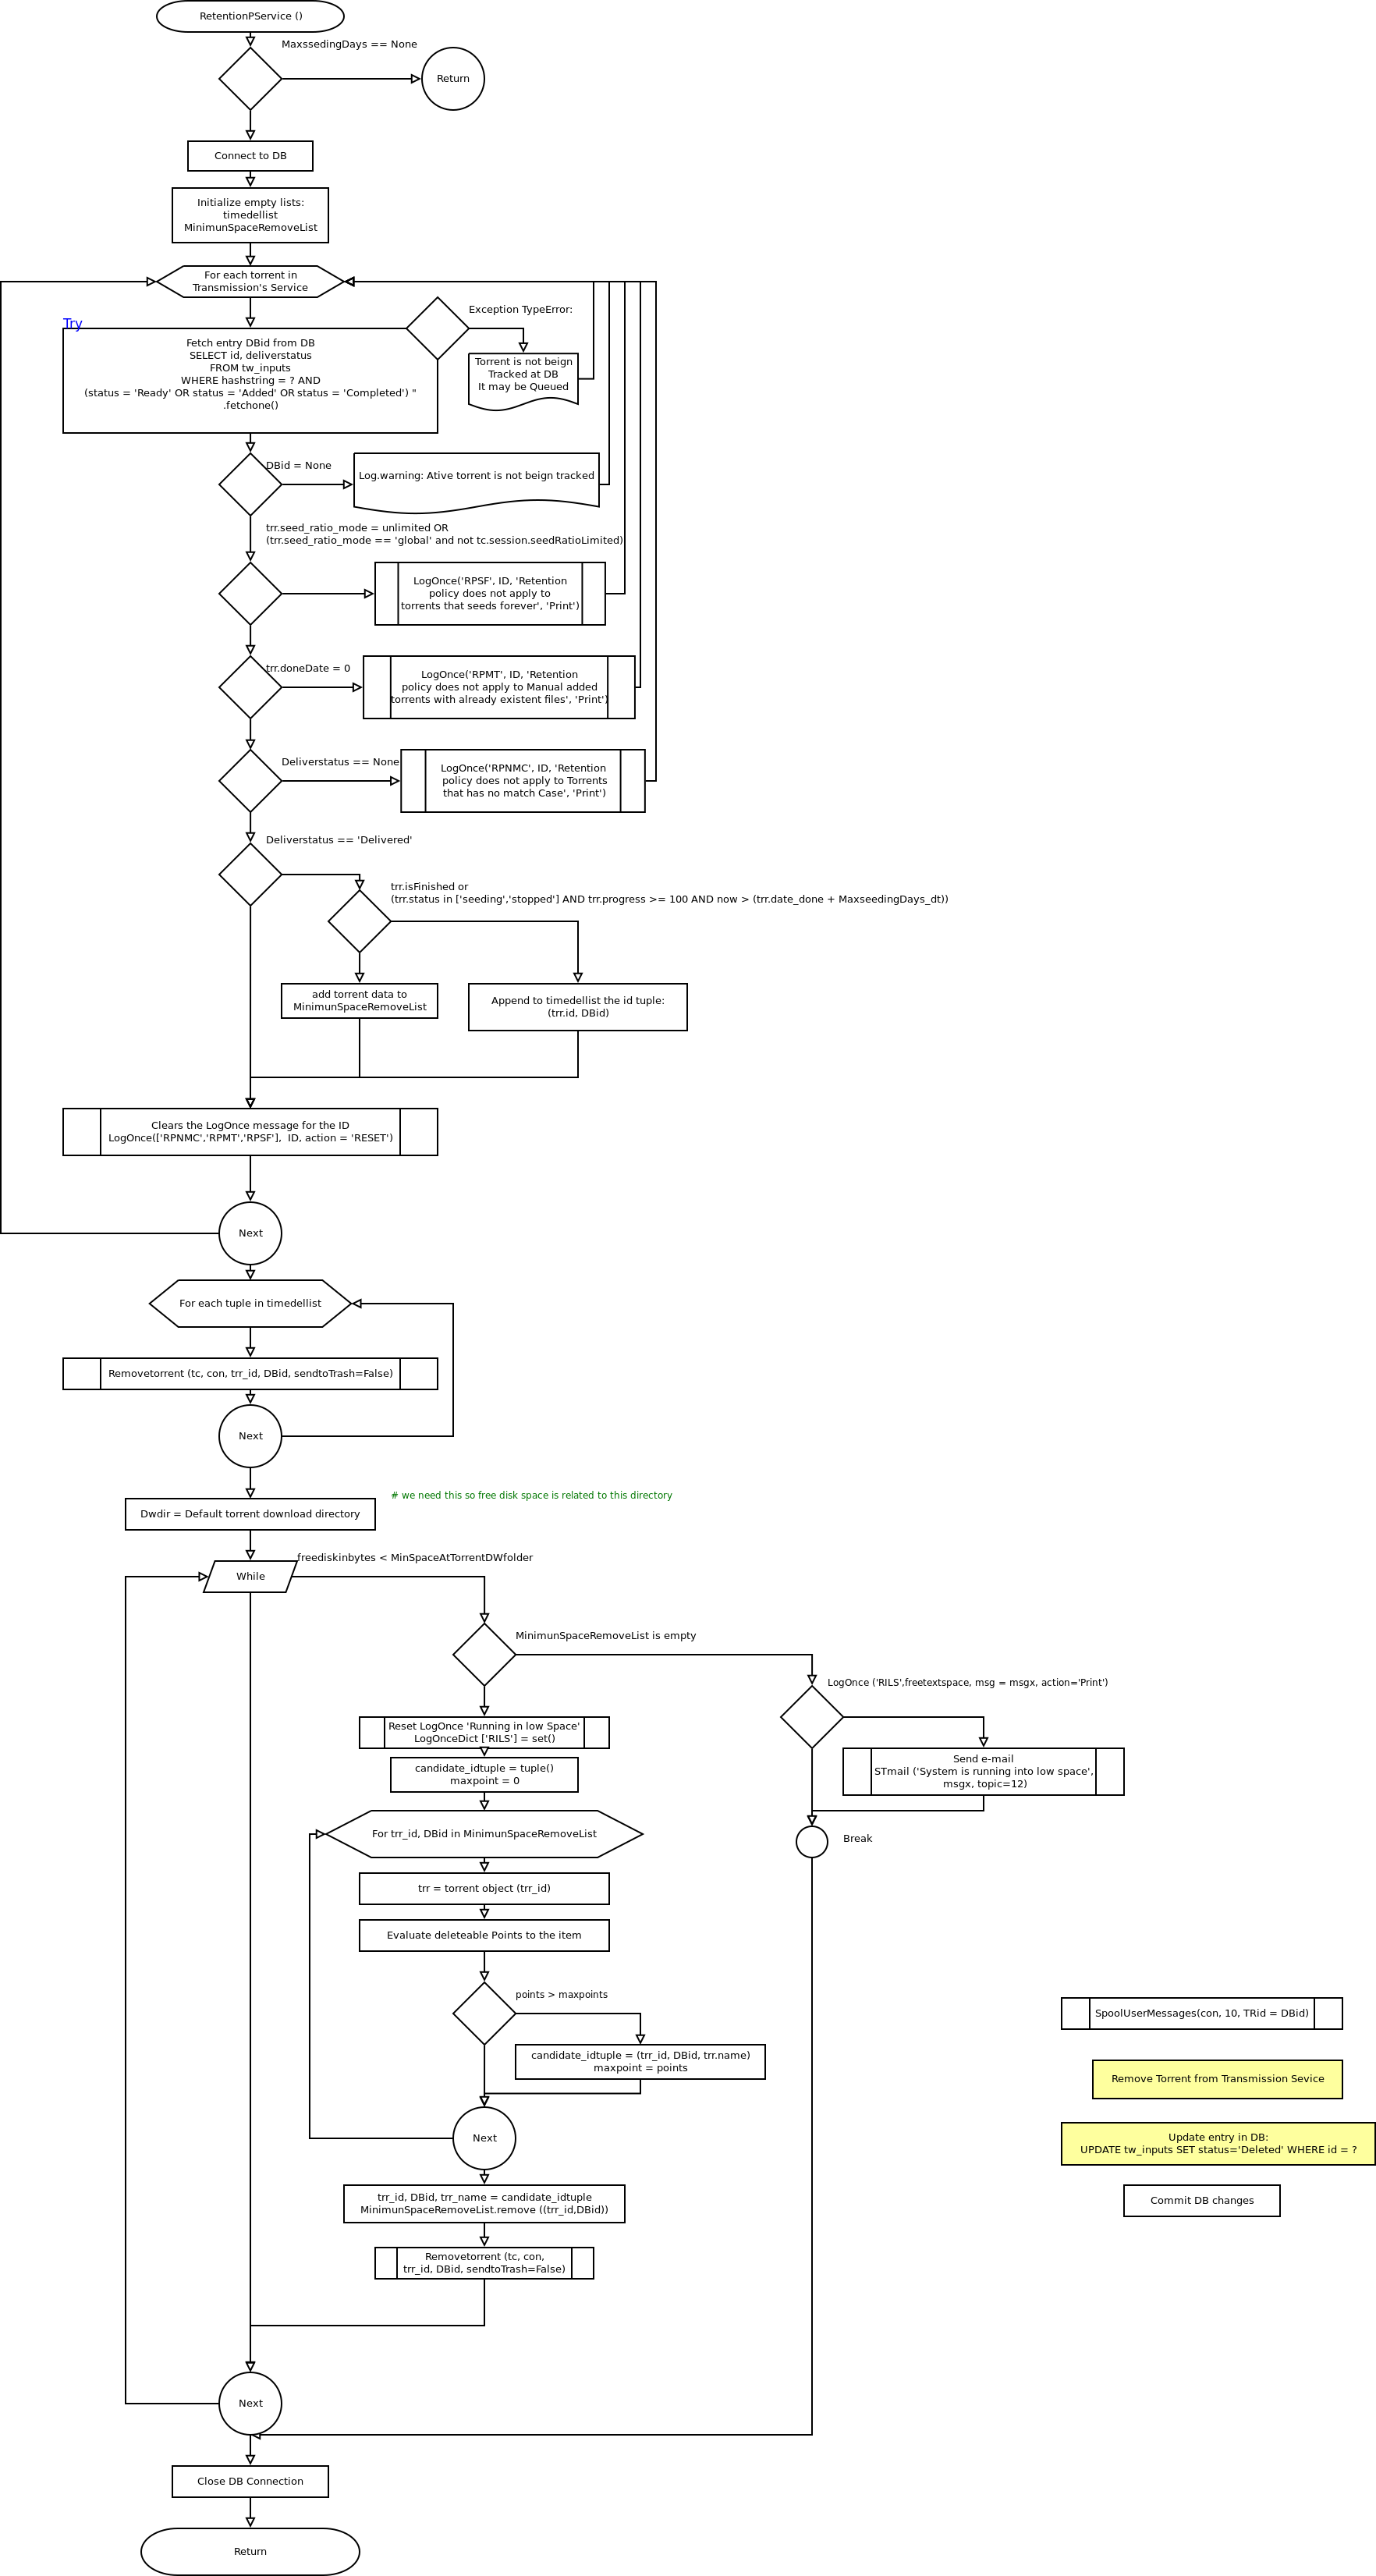 RetentionPService ()
MaxssedingDays == None
Return
Connect to DB
Initialize empty lists:
timedellist
MinimunSpaceRemoveList
For each torrent in
Transmission's Service
Try
Exception TypeError:
Fetch entry DBid from DB
SELECT id, deliverstatus
FROM tw_inputs
WHERE hashstring = ? AND
(status = 'Ready' OR status = 'Added' OR status = 'Completed') "
.fetchone()
Torrent is not beign
Tracked at DB
It may be Queued
DBid = None
Log.warning: Ative torrent is not beign tracked
trr.seed_ratio_mode = unlimited OR
(trr.seed_ratio_mode == 'global' and not tc.session.seedRatioLimited)
LogOnce('RPSF', ID, 'Retention
policy does not apply to
torrents that seeds forever', 'Print')
trr.doneDate = 0
LogOnce('RPMT', ID, 'Retention
policy does not apply to Manual added
torrents with already existent files', 'Print')
Deliverstatus == None
LogOnce('RPNMC', ID, 'Retention
policy does not apply to Torrents
that has no match Case', 'Print')
Deliverstatus == 'Delivered'
trr.isFinished or
(trr.status in ['seeding','stopped'] AND trr.progress >= 100 AND now > (trr.date_done + MaxseedingDays_dt))
add torrent data to
MinimunSpaceRemoveList
Append to timedellist the id tuple:
(trr.id, DBid)
Clears the LogOnce message for the ID
LogOnce(['RPNMC','RPMT','RPSF'],  ID, action = 'RESET')
Next
For each tuple in timedellist
Removetorrent (tc, con, trr_id, DBid, sendtoTrash=False)
Next
# we need this so free disk space is related to this directory
Dwdir = Default torrent download directory
freediskinbytes < MinSpaceAtTorrentDWfolder
While
MinimunSpaceRemoveList is empty
LogOnce ('RILS',freetextspace, msg = msgx, action='Print')
Reset LogOnce 'Running in low Space'
LogOnceDict ['RILS'] = set()
Send e-mail
STmail ('System is running into low space',
msgx, topic=12)
candidate_idtuple = tuple()
maxpoint = 0
For trr_id, DBid in MinimunSpaceRemoveList
Break
trr = torrent object (trr_id)
Evaluate deleteable Points to the item
points > maxpoints
SpoolUserMessages(con, 10, TRid = DBid)
candidate_idtuple = (trr_id, DBid, trr.name)
maxpoint = points
Remove Torrent from Transmission Sevice
Next
Update entry in DB:
UPDATE tw_inputs SET status='Deleted' WHERE id = ?
trr_id, DBid, trr_name = candidate_idtuple
MinimunSpaceRemoveList.remove ((trr_id,DBid))
Commit DB changes
Removetorrent (tc, con,
trr_id, DBid, sendtoTrash=False)
Next
Close DB Connection
Return